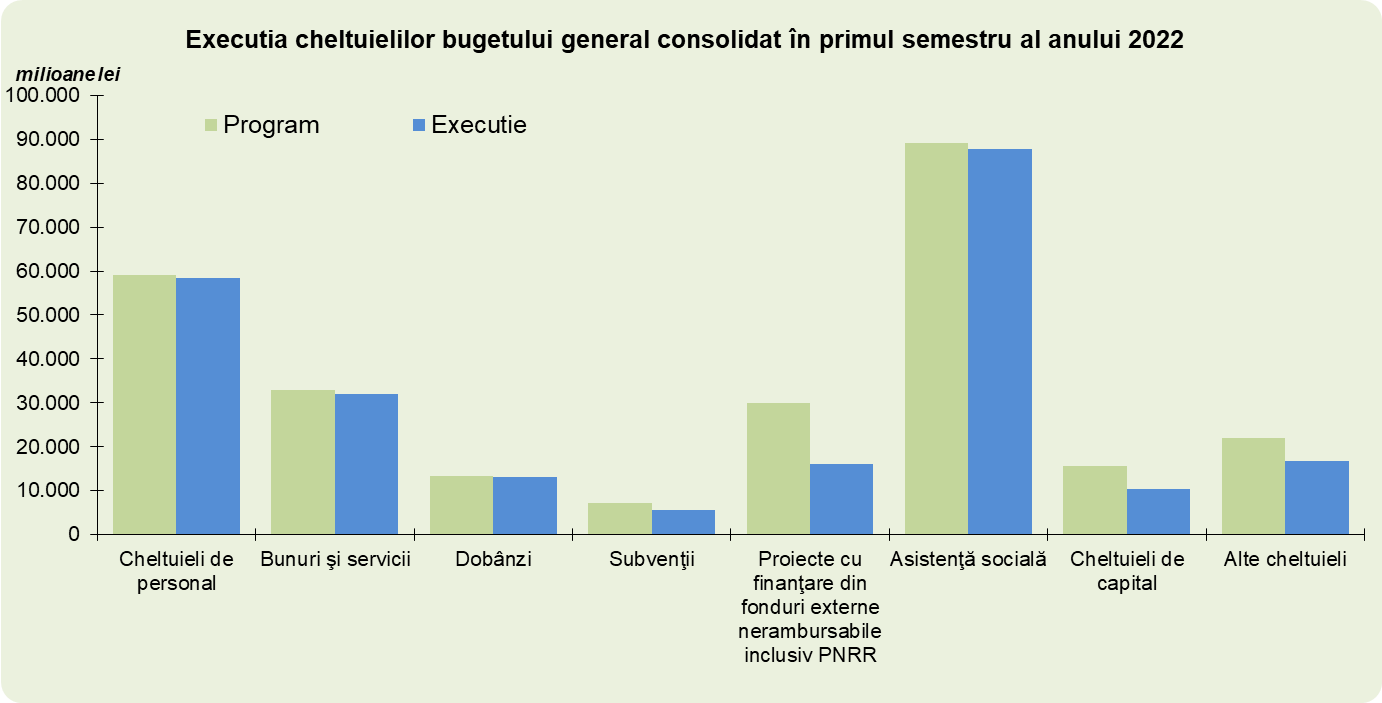 Executia cheltuielilor bugetului general consolidat în primul semestru al anului 2022
milioane lei
100.000
90.000
80.000
70.000
60.000
50.000
40.000
30.000
20.000
10.000
0
Program
Executie
Cheltuieli de
personal
Bunuri şi servicii
Dobânzi
Subvenţii
Proiecte cu
finanţare din
fonduri externe
nerambursabile
inclusiv PNRR
Asistenţă socială
Cheltuieli de
capital
Alte cheltuieli